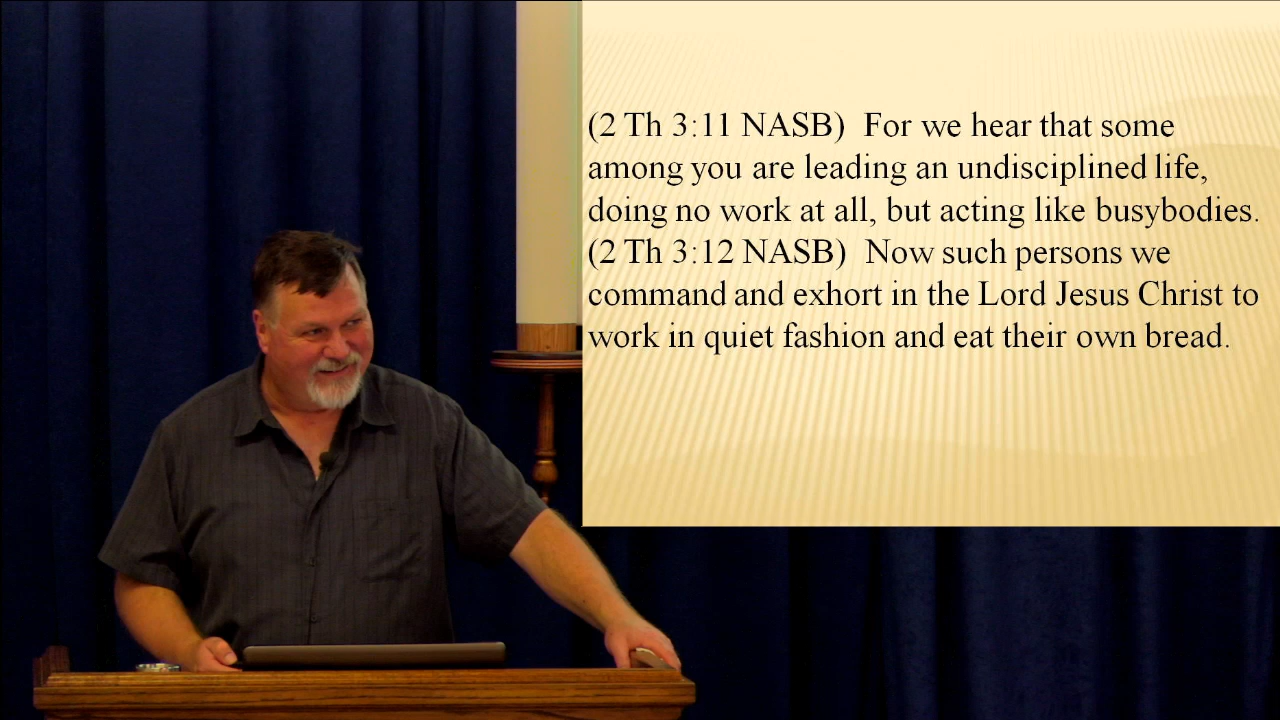 (2 Th 3:11 NASB)  For we hear that some
among you are leading an undisciplined life,
doing no work at all, but acting like busybodies.
(2 Th 3:12 NASB)  Now such persons we
command and exhort in the Lord Jesus Christ to
work in quiet fashion and eat their own bread.